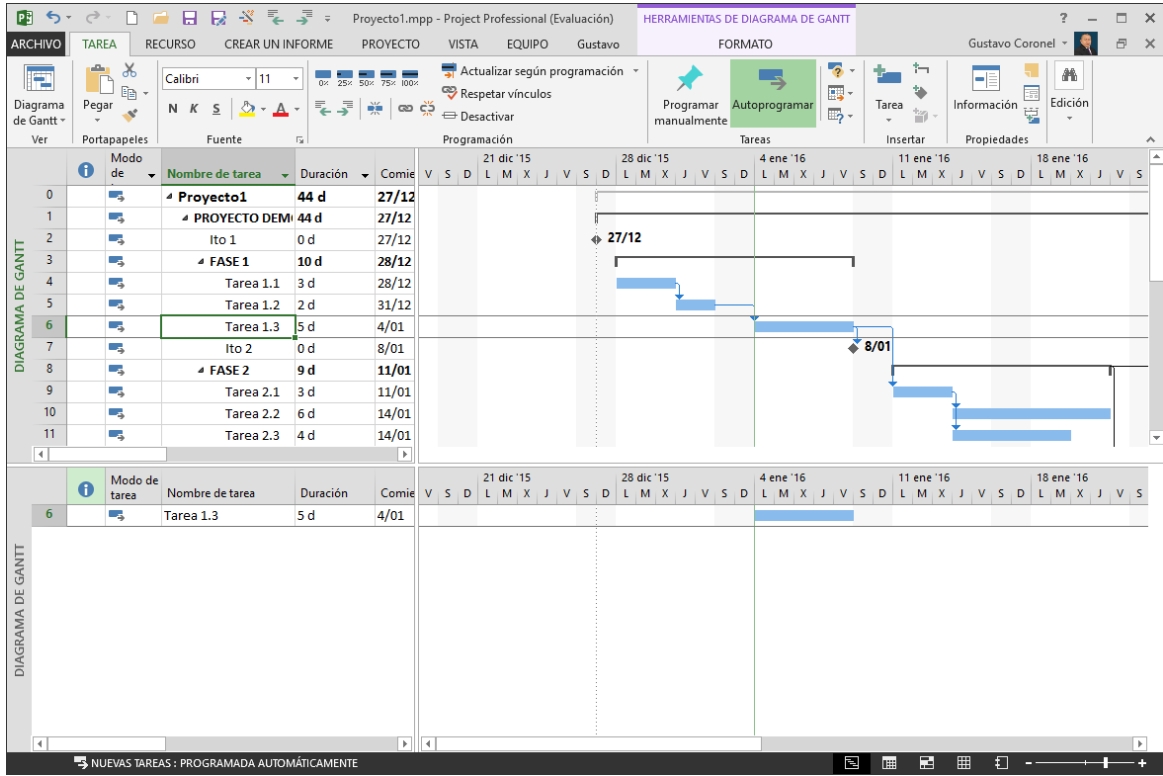 Proyecto1.mpp - Project Professional (Evaluación)
HERRAMIENTAS DE DIAGRAMA DE GANTT
ARCHIVO TAREA RECURSO CREAR UN INFORME PROYECTO VISTA EQUIPO Gustavo FORMATO Gustavo Coronel
Calibri 11 0% 25% 50% 75% 100% Actualizar según programación
Respetar vínculos
Desactivar
N K S A
Diagrama de Gantt
Pegar
Programar manualmente
Autoprogramar
Tarea
Información
Edición
Ver Portapapeles Fuente Programación Tareas Insertar Propiedades
Modo de Nombre de tarea Duración Comie
21 dic '15 28 dic '15 4 ene '16 11 ene '16 18 ene '16
V S D L M X J V S D L M X J V S D L M X J V S D L M X J V S D L M X J V S
0 Proyecto1 44 d 27/12
1 PROYECTO DEM 44 d 27/12
2 Ito 1 0 d 27/12 27/12
3 FASE 1 10 d 28/12
4 Tarea 1.1 3 d 28/12
5 Tarea 1.2 2 d 31/12
6 Tarea 1.3 5 d 4/01
7 Ito 2 0 d 8/01 8/01
8 FASE 2 9 d 11/01
9 Tarea 2.1 3 d 11/01
10 Tarea 2.2 6 d 14/01
11 Tarea 2.3 4 d 14/01
DIAGRAMA DE GANTT
Modo de tarea Nombre de tarea Duración Comie
21 dic '15 28 dic '15 4 ene '16 11 ene '16 18 ene '16
V S D L M X J V S D L M X J V S D L M X J V S D L M X J V S D L M X J V S
6 Tarea 1.3 5 d 4/01
DIAGRAMA DE GANTT
NUEVAS TAREAS : PROGRAMADA AUTOMÁTICAMENTE